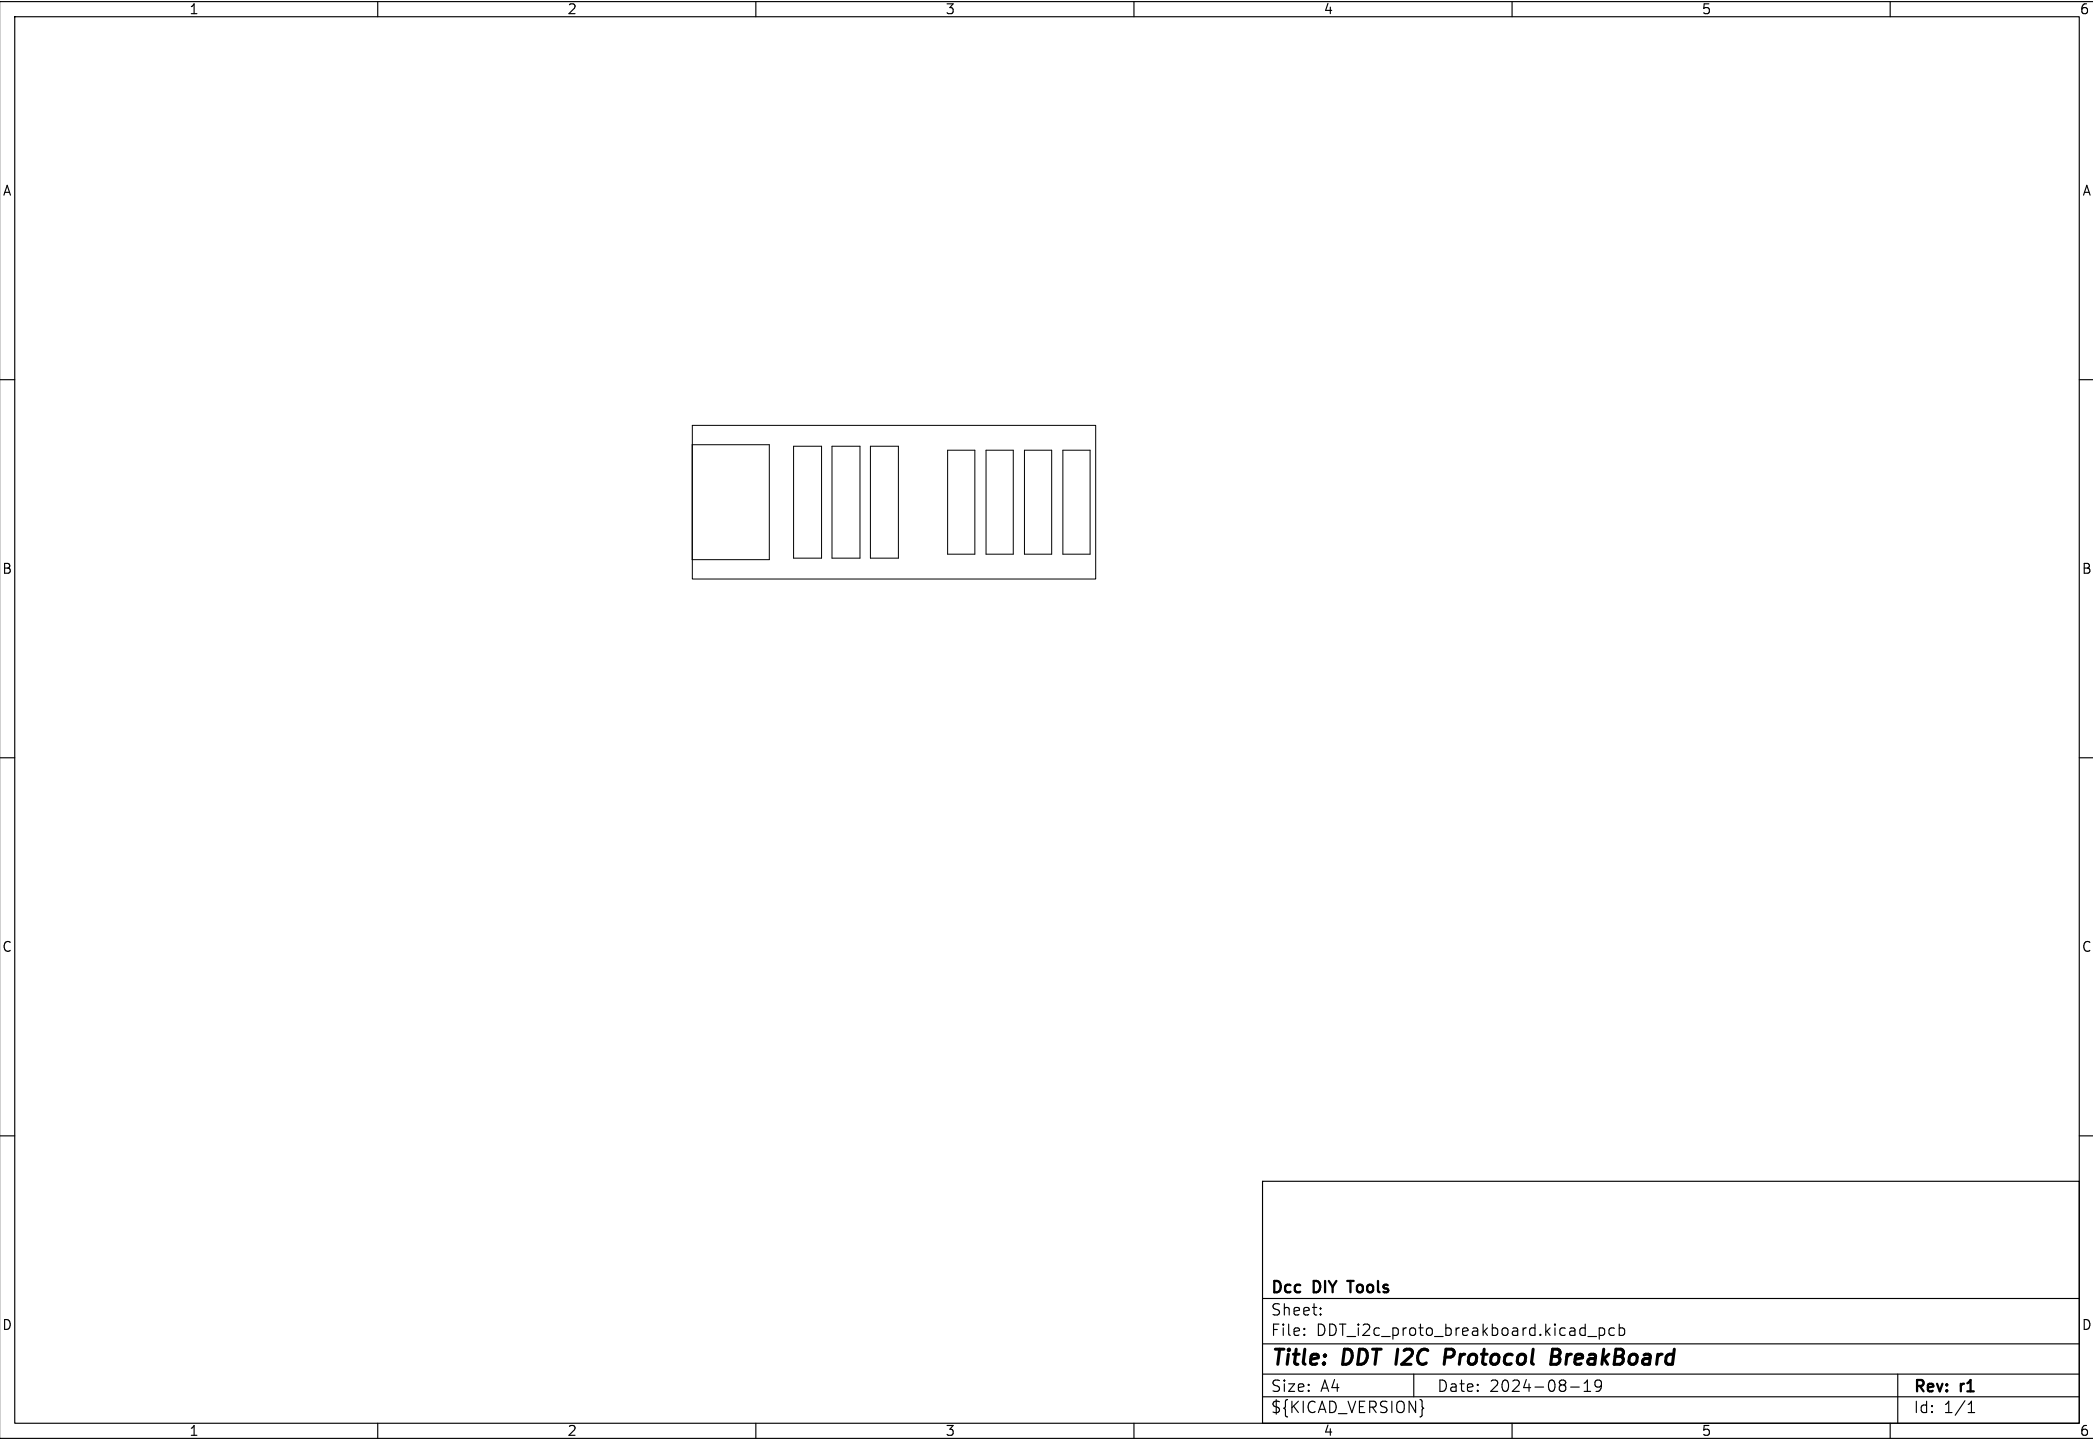 1 2 3 4 5 6
A A
B B
C C
Dcc DIY Tools
Sheet:
D D
File: DDT_i2c_proto_breakboard.kicad_pcb
Title: DDT I2C Protocol BreakBoard
Size: A4 Date: 2024-08-19 Rev: r1
${KICAD_VERSION} Id: 1/1
1 2 3 4 5 6